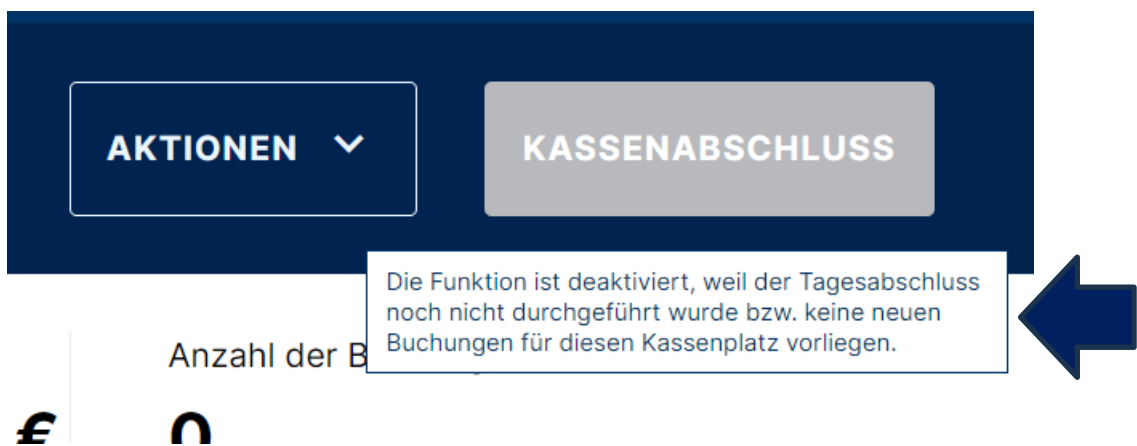 AKTIONEN
KASSENABSCHLUSS
Die Funktion ist deaktiviert, weil der Tagesabschluss
noch nicht durchgeführt wurde bzw. keine neuen
Buchungen für diesen Kassenplatz vorliegen.
Anzahl der
€ 0